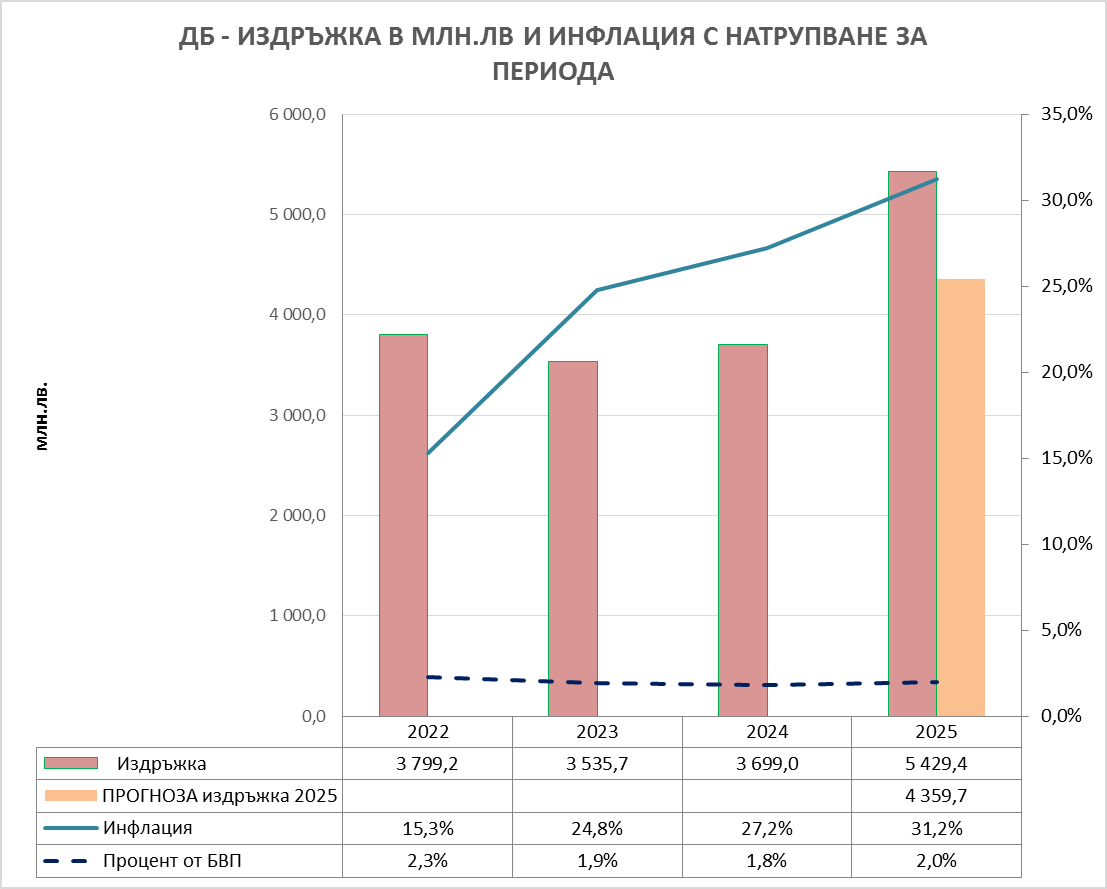 ДБ - ИЗДРЪЖКА В МЛН.ЛВ И ИНФЛАЦИЯ С НАТРУПВАНЕ ЗА
ПЕРИОДА
6 000,0
5 000,0
4 000,0
3 000,0
2 000,0
1 000,0
0,0
млн.лв.
35,0%
30,0%
25,0%
20,0%
15,0%
10,0%
5,0%
0,0%
2022 2023 2024 2025
Издръжка 3 799,2 3 535,7 3 699,0 5 429,4
ПРОГНОЗА издръжка 2025 4 359,7
Инфлация 15,3% 24,8% 27,2% 31,2%
Процент от БВП 2,3% 1,9% 1,8% 2,0%